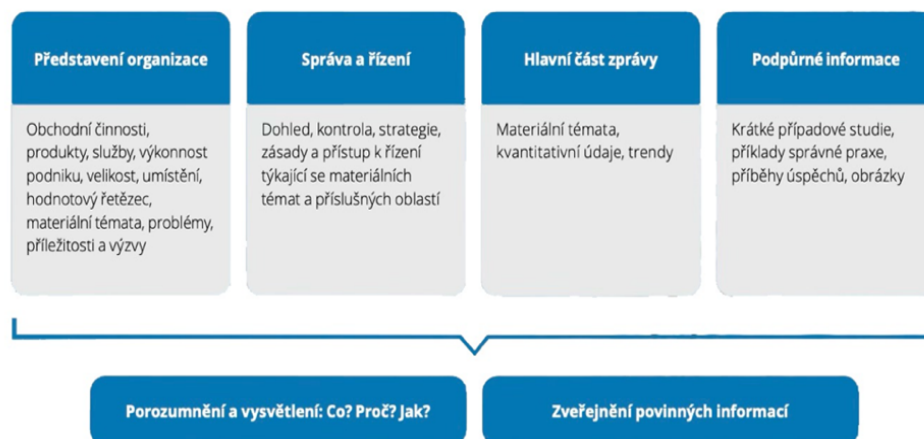 Představení organizace
Obchodní činnosti,
produkty, služby, výkonnost
podniku, velikost, umístění,
hodnotový řetězec,
materiální témata, problémy,
příležitosti a výzvy
Správa a řízení
Dohled, kontrola, strategie,
zásady a přístup k řízení
týkající se materiálních
témat a příslušných oblastí
Hlavní část zprávy
Materiální témata,
kvantitativní údaje, trendy
Podpůrné informace
Krátké případové studie,
příklady správné praxe,
příběhy úspěchů, obrázky
Porozumnění a vysvětlení: Co? Proč? Jak?
Zveřejnění povinných informací